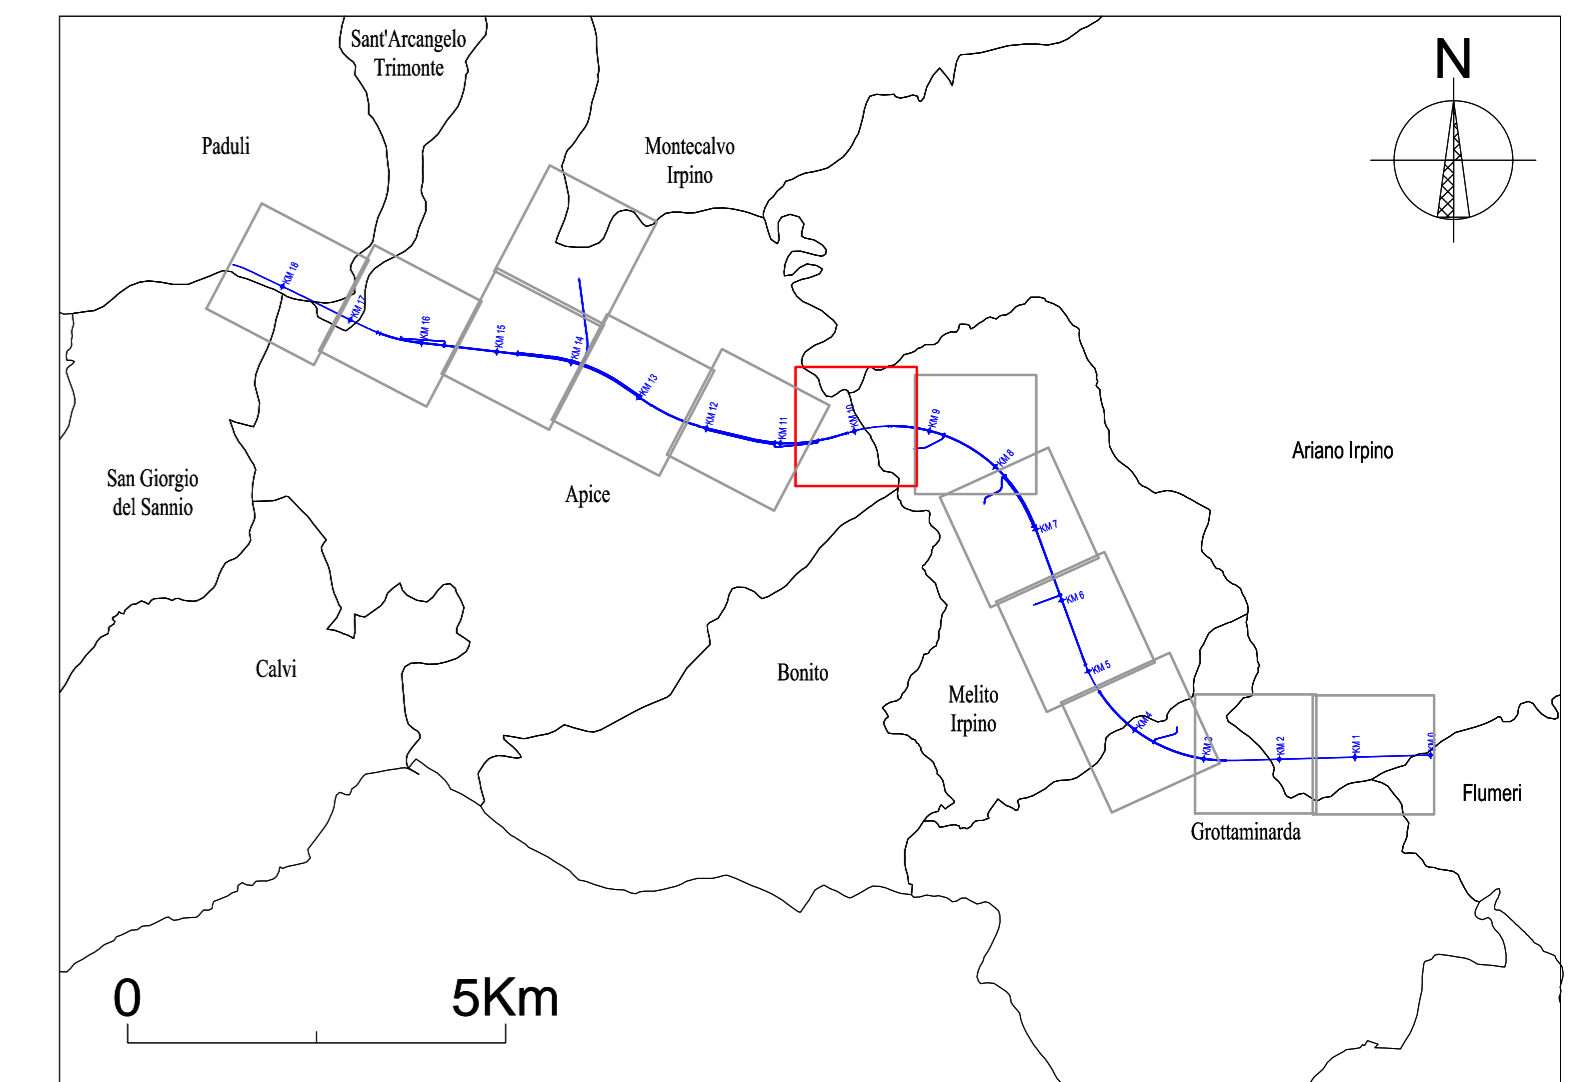 Sant'Arcangelo
Trimonte
N
Paduli
Montecalvo
Irpino
KM 18
KM 17
KM 16
KM 15
KM 14
KM 13
KM 12
KM 11
KM 10
KM 9
KM 8
KM 7
KM 6
KM 5
KM 4
KM 3
KM 2
KM 1
KM 0
Ariano Irpino
San Giorgio
del Sannio
Apice
Calvi
Bonito
Melito
Irpino
Flumeri
Grottaminarda
0
5Km